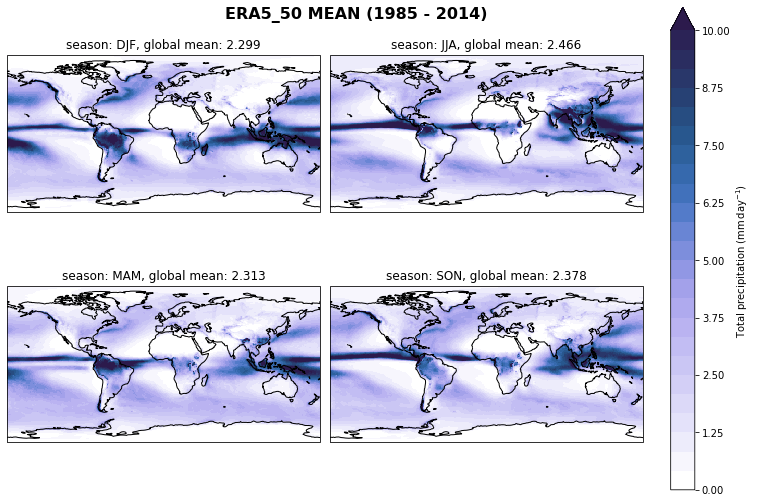 ERA5_50 MEAN (1985 - 2014)
season: DJF, global mean: 2.299
season: JJA, global mean: 2.466
season: MAM, global mean: 2.313
season: SON, global mean: 2.378
10.00
8.75
7.50
6.25
5.00
3.75
2.50
1.25
0.00
Total precipitation (mm day⁻¹)